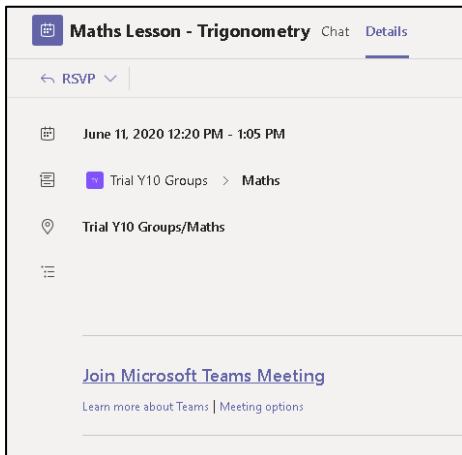 Maths Lesson - Trigonometry Chat Details
RSVP
June 11, 2020 12:20 PM - 1:05 PM
TY Trial Y10 Groups > Maths
Trial Y10 Groups/Maths
Join Microsoft Teams Meeting
Learn more about Teams | Meeting options